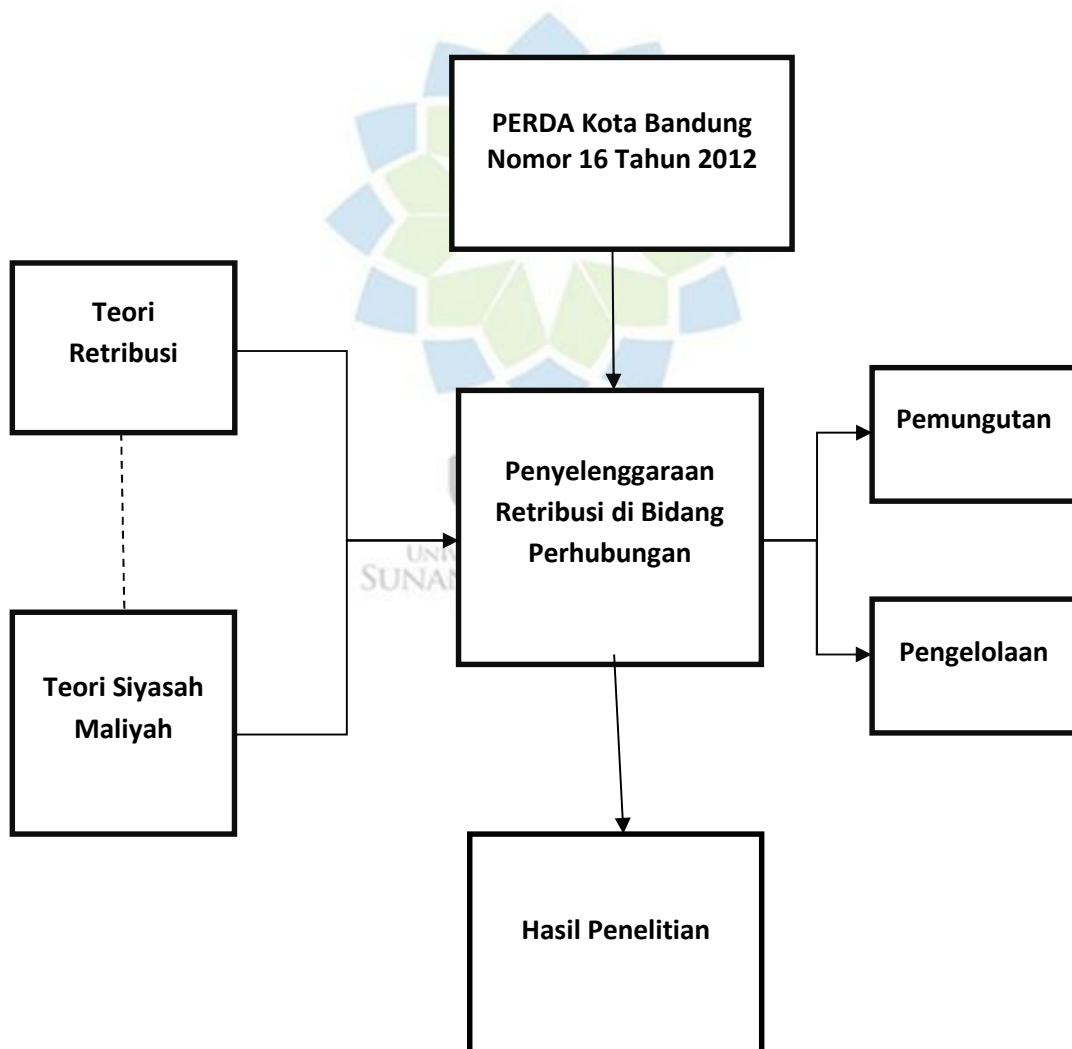 PERDA Kota Bandung
Nomor 16 Tahun 2012
Teori
Retribusi
Penyelenggaraan
Retribusi di Bidang
Perhubungan
Pemungutan
Pengelolaan
Teori Siyasah
Maliyah
Hasil Penelitian